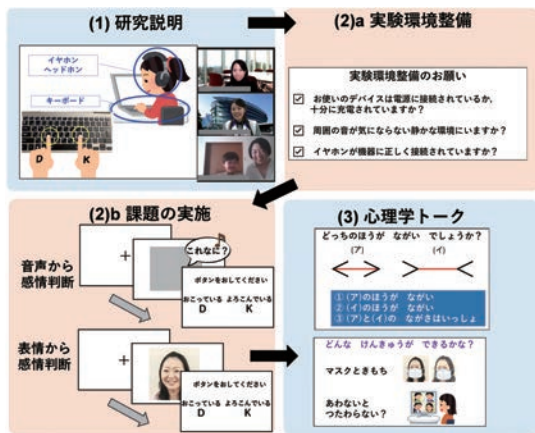 (1) 研究説明
イヤホン
ヘッドホン
キーボード
D
K
(2)a 実験環境整備
実験環境整備のお願い
お使いのデバイスは電源に接続されているか,
十分に充電されていますか?
周囲の音が気にならない静かな環境にいますか?
イヤホンが機器に正しく接続されていますか?
(2)b 課題の実施
音声から
感情判断
+
これなに?
ボタンをおしてください
おこっている よろこんでいる
D K
表情から
感情判断
+
ボタンをおしてください
おこっている よろこんでいる
D K
(3) 心理学トーク
どっちのほうが ながい でしょうか?
(ア) (イ)
①(ア)のほうが ながい
②(イ)のほうが ながい
③(ア)と(イ)の ながさはいっしょ
どんな けんきゅうが できるかな?
マスクときもち
あわないと
つたわらない?